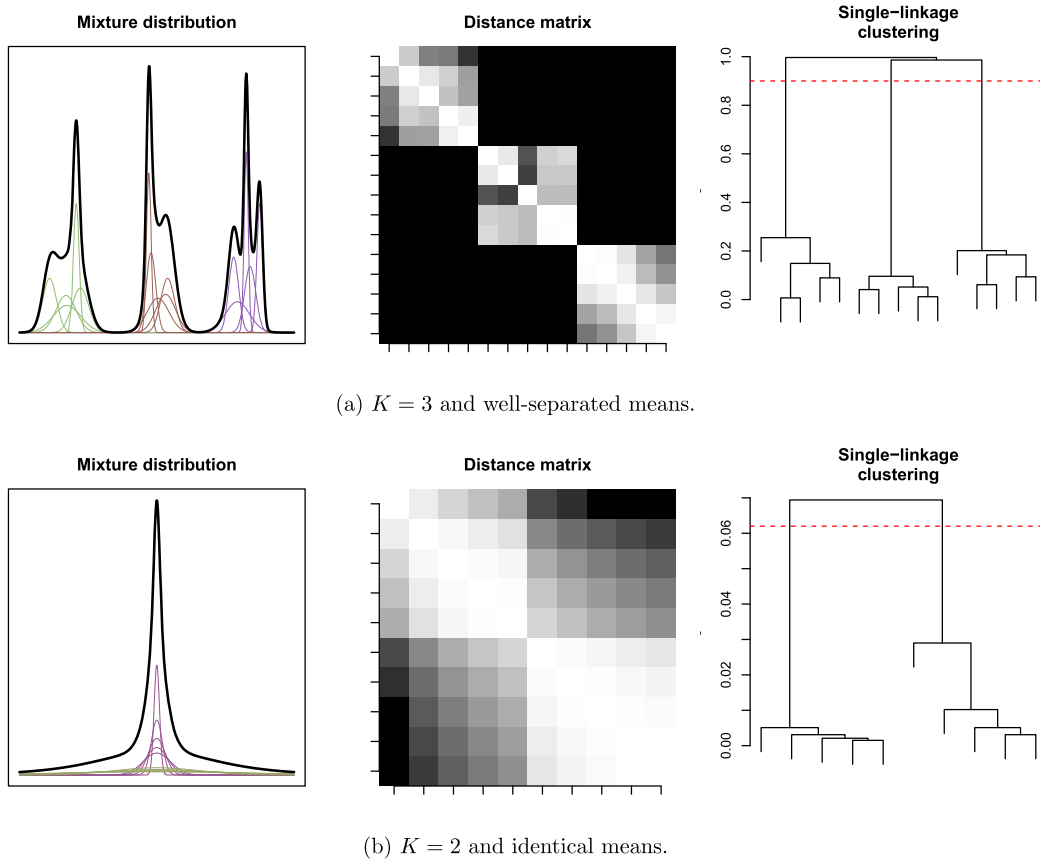 Mixture distribution
Distance matrix
Single−linkage
clustering
1.0
0.8
0.6
0.4
0.2
0.0
(a) K = 3 and well-separated means.
Mixture distribution
Distance matrix
Single−linkage
clustering
0.06
0.04
0.02
0.00
(b) K = 2 and identical means.